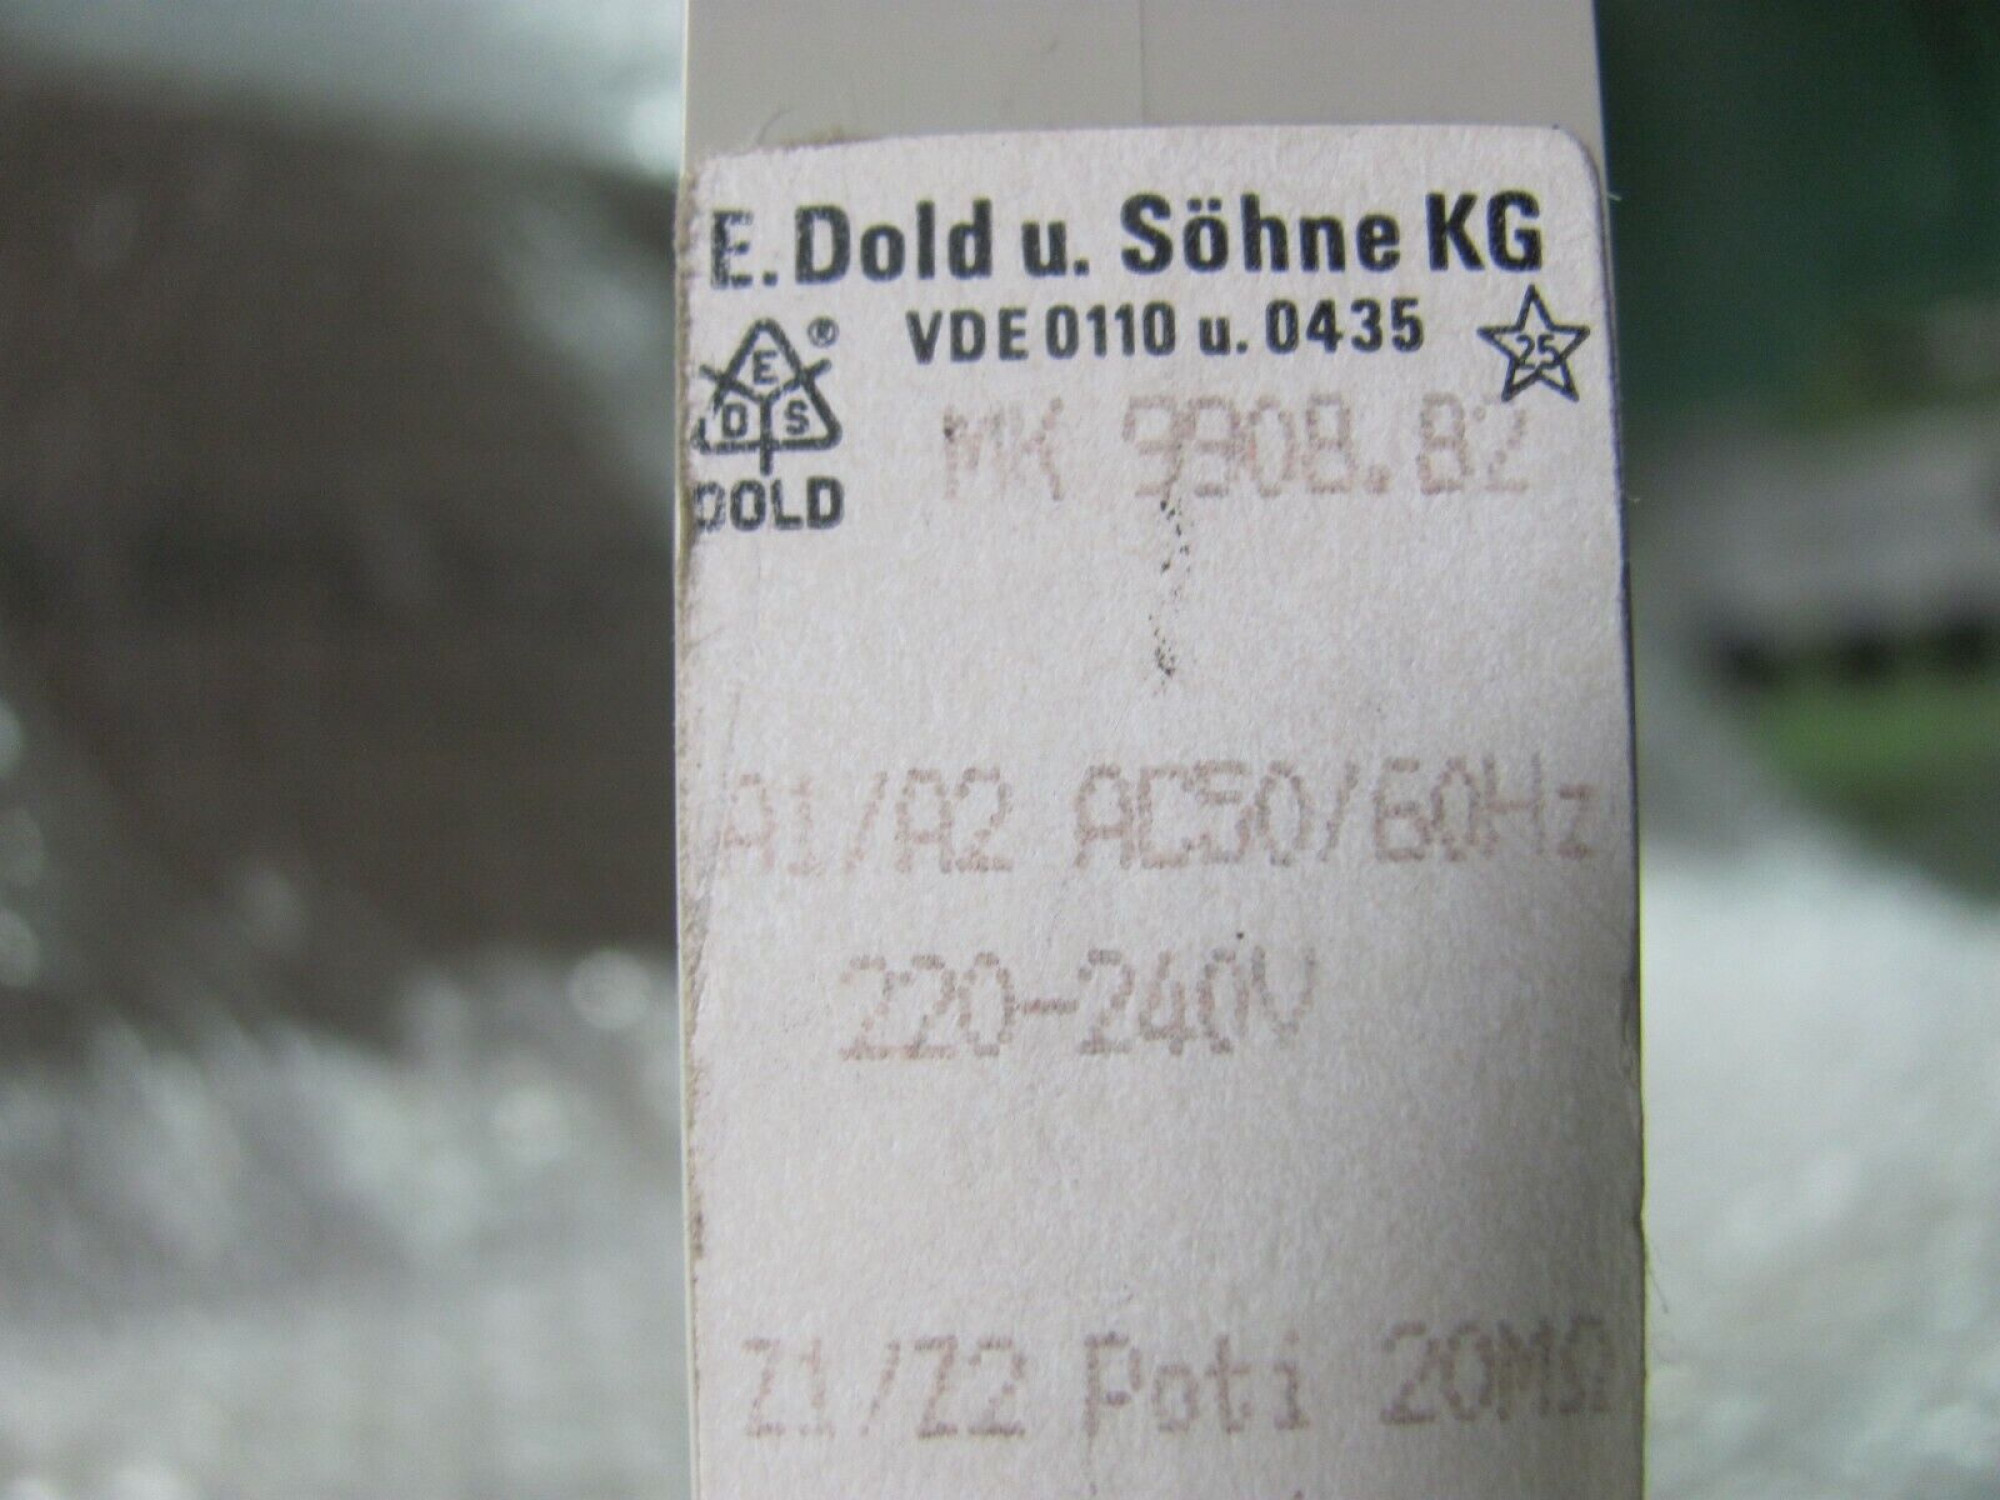 E. Dold u. Söhne KG
VDE 0110 u. 0435
25
®
E
D S
DOLD
MK 9908.82
A1/A2 AC50/60Hz
220-240V
Z1/Z2 Poti 20MΩ